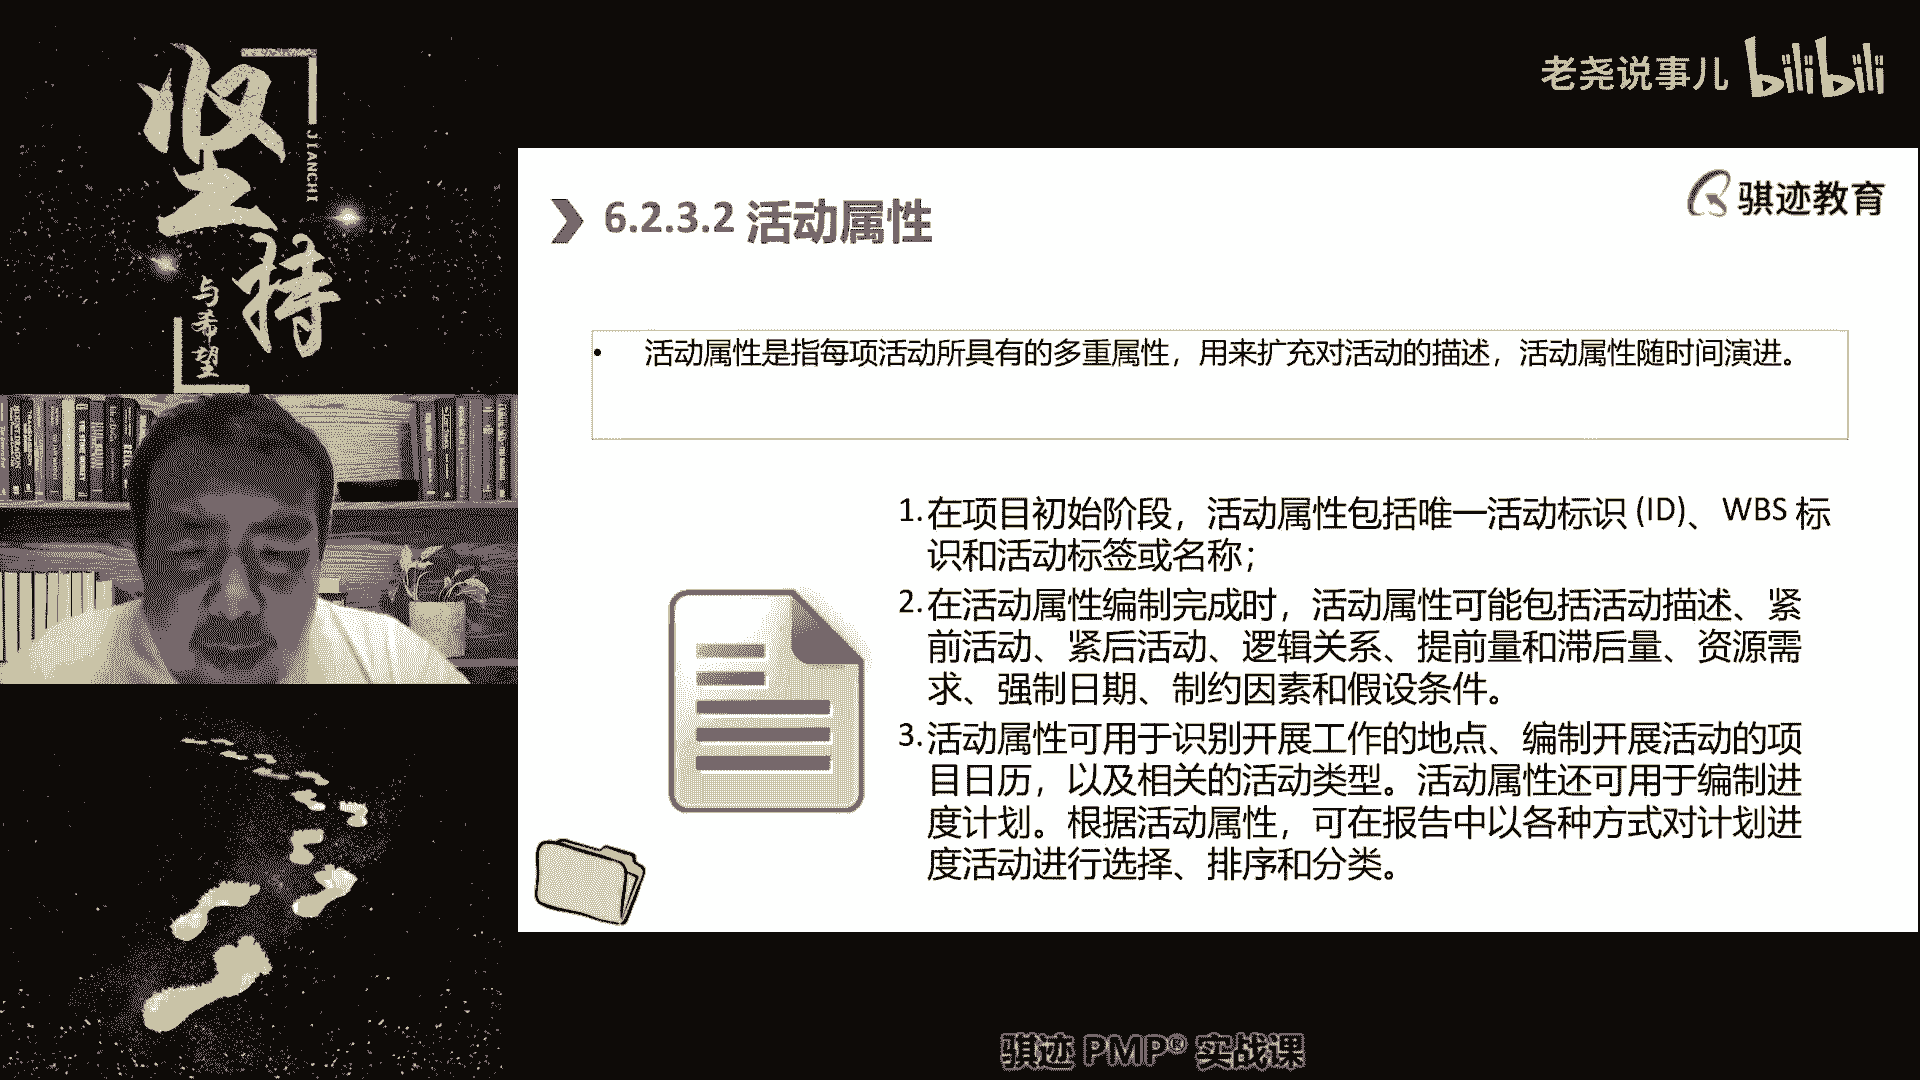 坚持
JIANCHI
与希望
老尧说事儿 bilibili
骐迹教育
6.2.3.2 活动属性
• 活动属性是指每项活动所具有的多重属性，用来扩充对活动的描述，活动属性随时间演进。
1.在项目初始阶段，活动属性包括唯一活动标识 (ID)、WBS 标
识和活动标签或名称；
2.在活动属性编制完成时，活动属性可能包括活动描述、紧
前活动、紧后活动、逻辑关系、提前量和滞后量、资源需
求、强制日期、制约因素和假设条件。
3.活动属性可用于识别开展工作的地点、编制开展活动的项
目日历，以及相关的活动类型。活动属性还可用于编制进
度计划。根据活动属性，可在报告中以各种方式对计划进
度活动进行选择、排序和分类。
骐迹 PMP® 实战课